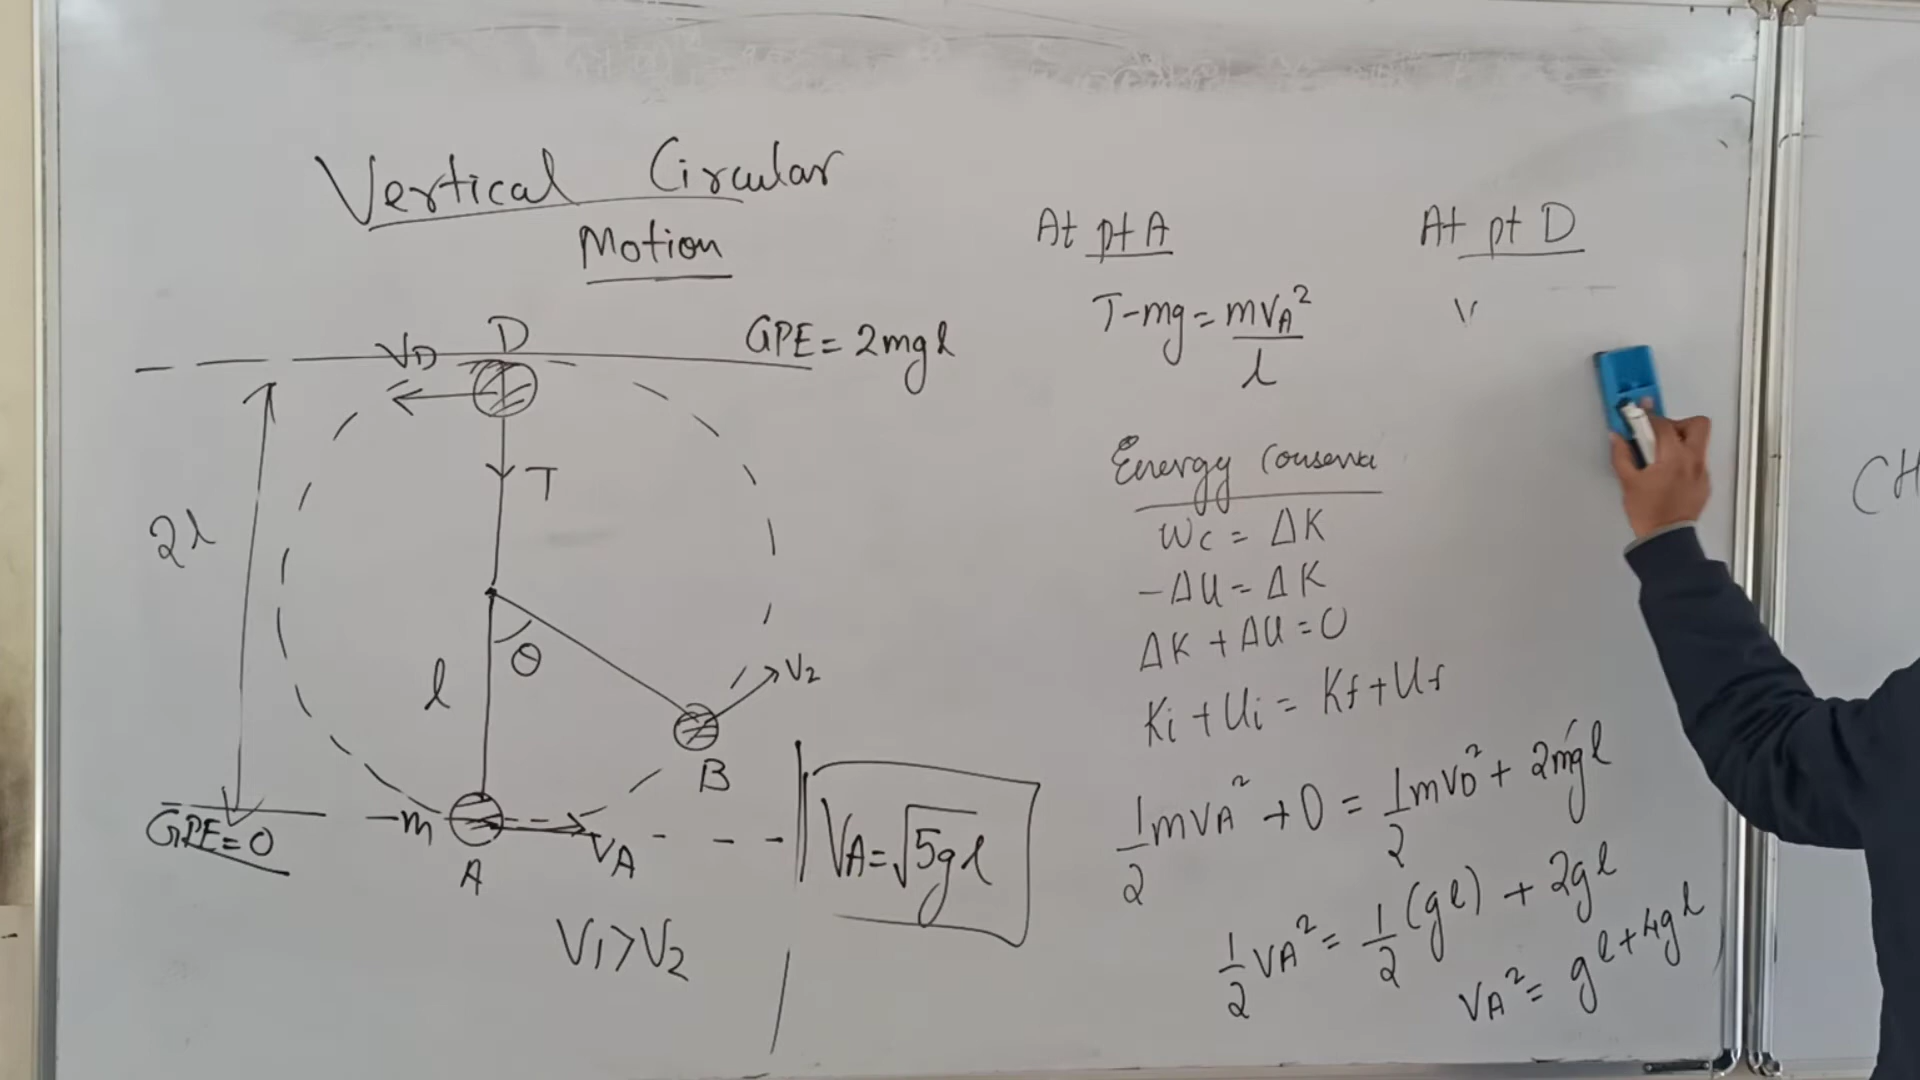 Vertical Circular
Motion
D
VD
GPE = 2mgl
T
2l
θ
l
V2
B
GPE = 0
m
A
VA
VA = √5gl
V1 > V2
At pt A
T - mg = mVA² / l
At pt D
V
Energy Conserva
Wc = ΔK
-ΔU = ΔK
ΔK + ΔU = 0
Ki + Ui = Kf + Uf
1/2 mVA² + 0 = 1/2 mVD² + 2mgl
1/2 VA² = 1/2 (gl) + 2gl
VA² = gl + 4gl
CH